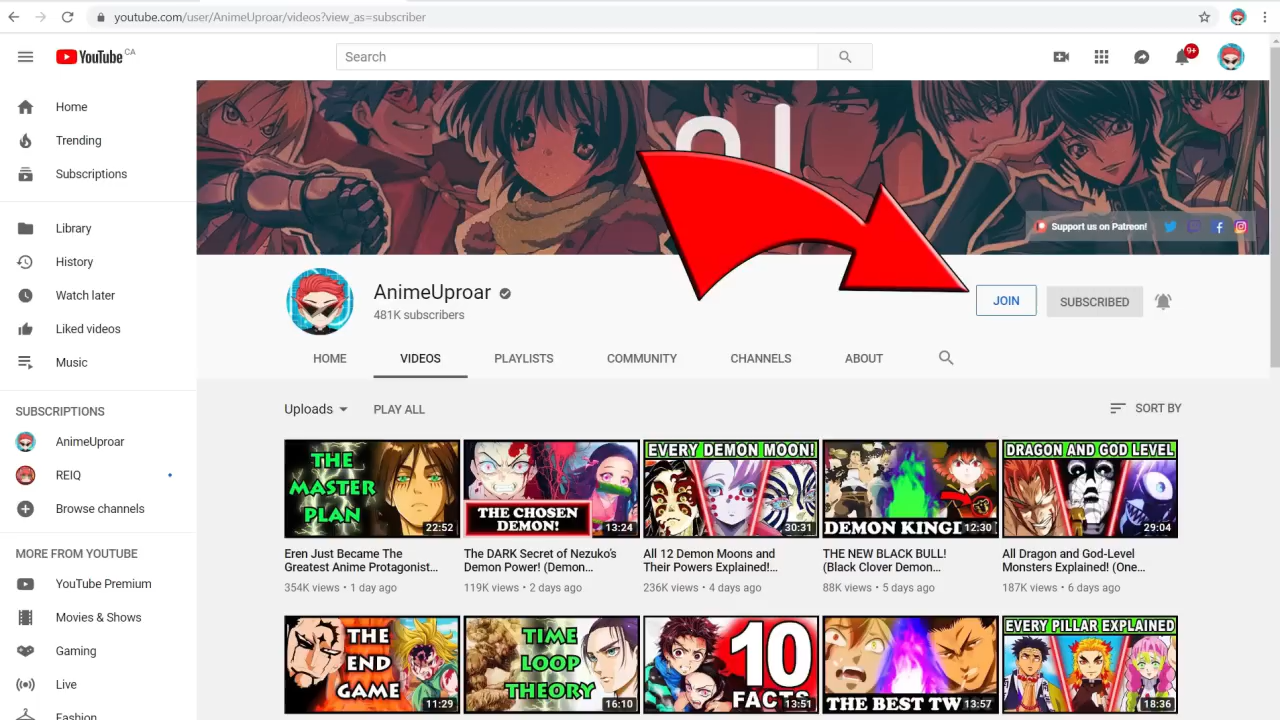 youtube.com/user/AnimeUproar/videos?view_as=subscriber
YouTube CA
Search
9+
Home
Trending
Subscriptions
Library
History
Watch later
Liked videos
Music
SUBSCRIPTIONS
AnimeUproar
REIQ
Browse channels
MORE FROM YOUTUBE
YouTube Premium
Movies & Shows
Gaming
Live
Fashion
Support us on Patreon!
AnimeUproar
481K subscribers
JOIN
SUBSCRIBED
HOME
VIDEOS
PLAYLISTS
COMMUNITY
CHANNELS
ABOUT
Uploads
PLAY ALL
SORT BY
THE
MASTER
PLAN
22:52
Eren Just Became The
Greatest Anime Protagonist...
354K views • 1 day ago
THE CHOSEN
DEMON!
13:24
The DARK Secret of Nezuko's
Demon Power! (Demon...
119K views • 2 days ago
EVERY DEMON MOON!
30:31
All 12 Demon Moons and
Their Powers Explained!...
236K views • 4 days ago
DEMON KING
12:30
THE NEW BLACK BULL!
(Black Clover Demon...
88K views • 5 days ago
DRAGON AND GOD LEVEL
29:04
All Dragon and God-Level
Monsters Explained! (One...
187K views • 6 days ago
THE
END
GAME
11:29
TIME
LOOP
THEORY
16:10
10
FACTS
13:51
THE BEST TW
13:57
EVERY PILLAR EXPLAINED
18:36